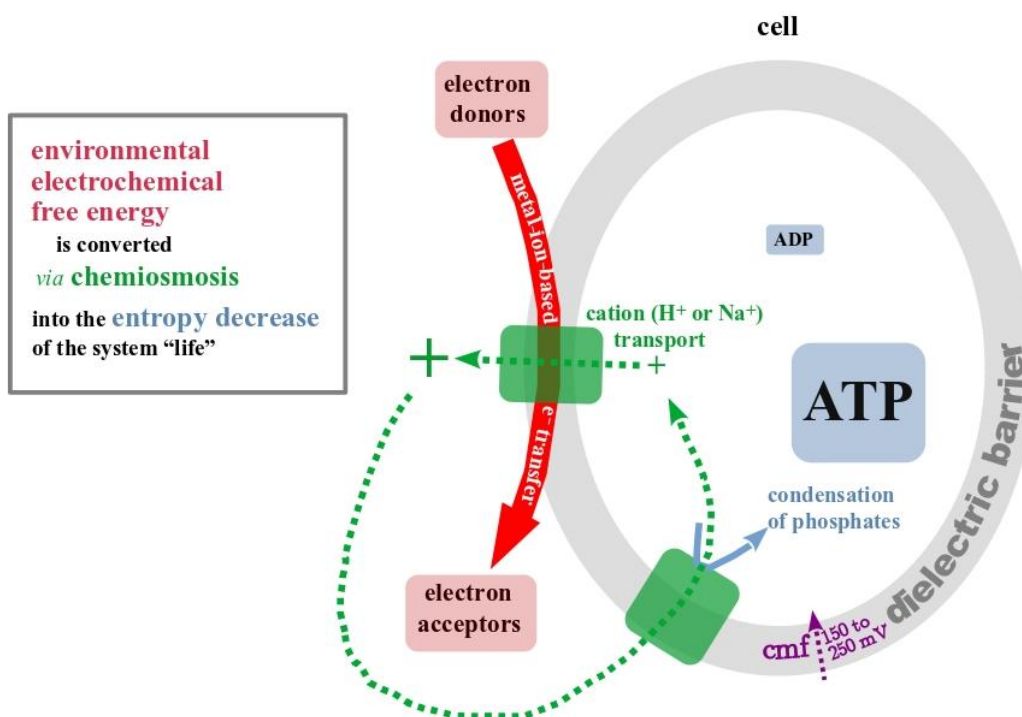 cell
electron
donors
environmental
electrochemical
free energy
is converted
via chemiosmosis
into the entropy decrease
of the system “life”
metal-ion-based
e⁻ transfer
ADP
cation (H⁺ or Na⁺)
transport
+
+
ATP
condensation
of phosphates
dielectric barrier
electron
acceptors
cmf
150 to
250 mV